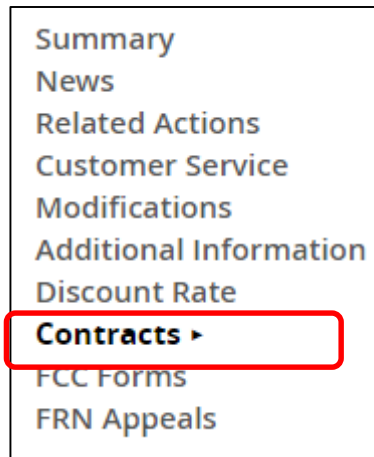 Summary
News
Related Actions
Customer Service
Modifications
Additional Information
Discount Rate
Contracts ▸
FCC Forms
FRN Appeals